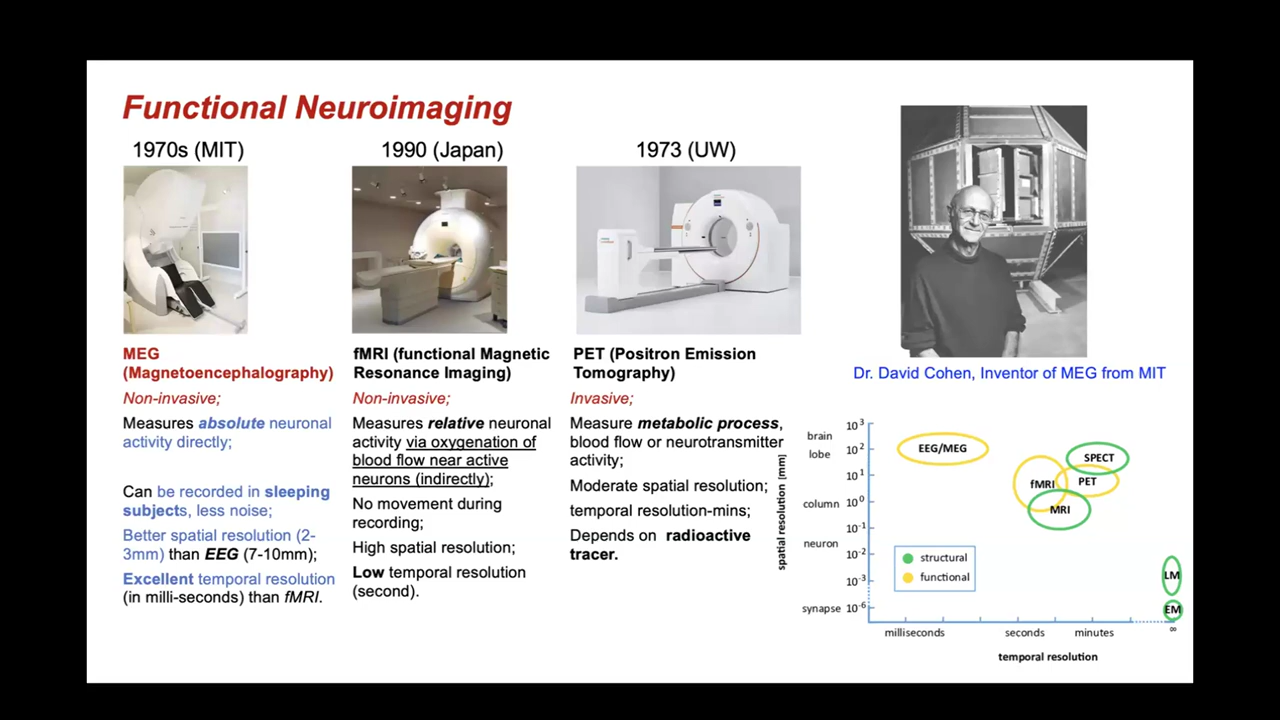 Functional Neuroimaging
1970s (MIT)
1990 (Japan)
1973 (UW)
MEG
(Magnetoencephalography)
Non-invasive;
Measures absolute neuronal
activity directly;
Can be recorded in sleeping
subjects, less noise;
Better spatial resolution (2-
3mm) than EEG (7-10mm);
Excellent temporal resolution
(in milli-seconds) than fMRI.
fMRI (functional Magnetic
Resonance Imaging)
Non-invasive;
Measures relative neuronal
activity via oxygenation of
blood flow near active
neurons (indirectly);
No movement during
recording;
High spatial resolution;
Low temporal resolution
(second).
PET (Positron Emission
Tomography)
Invasive;
Measure metabolic process,
blood flow or neurotransmitter
activity;
Moderate spatial resolution;
temporal resolution-mins;
Depends on radioactive
tracer.
Dr. David Cohen, Inventor of MEG from MIT
spatial resolution (mm)
brain
lobe
column
neuron
synapse
10³
10²
10¹
10⁰
10⁻¹
10⁻²
10⁻³
10⁻⁶
EEG/MEG
SPECT
fMRI
PET
MRI
structural
functional
LM
EM
milliseconds
seconds
minutes
∞
temporal resolution